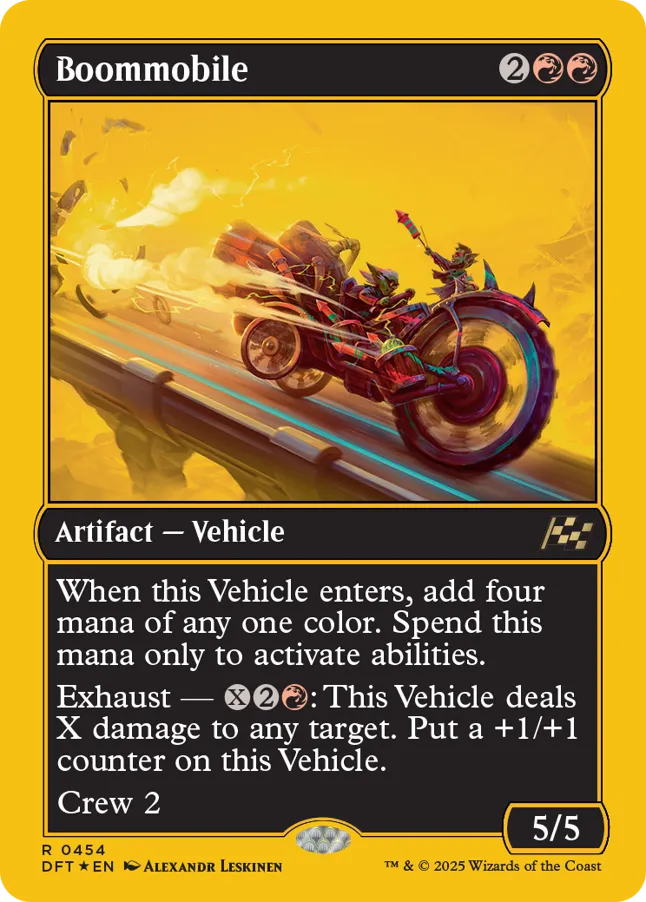 Boommobile 2
Artifact — Vehicle
When this Vehicle enters, add four
mana of any one color. Spend this
mana only to activate abilities.
Exhaust — X2: This Vehicle deals
X damage to any target. Put a +1/+1
counter on this Vehicle.
Crew 2
5/5
R 0454
DFT★EN Alexandr Leskinen
™ & © 2025 Wizards of the Coast